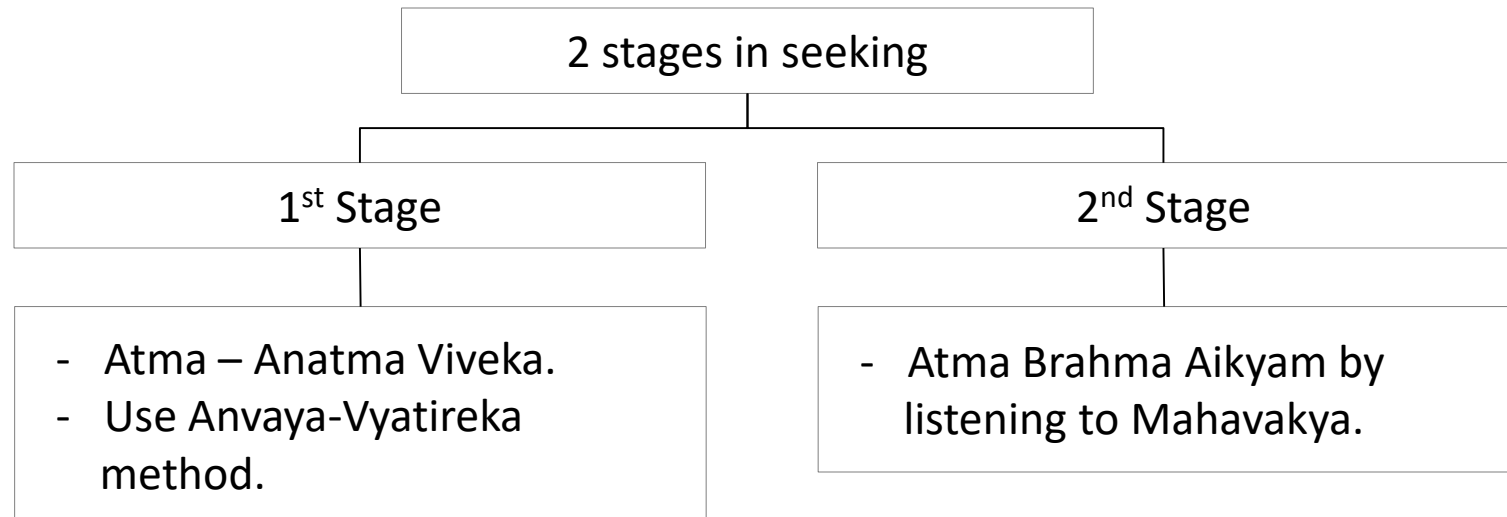 2 stages in seeking
1st Stage
- Atma – Anatma Viveka.
- Use Anvaya-Vyatireka
method.
2nd Stage
- Atma Brahma Aikyam by
listening to Mahavakya.